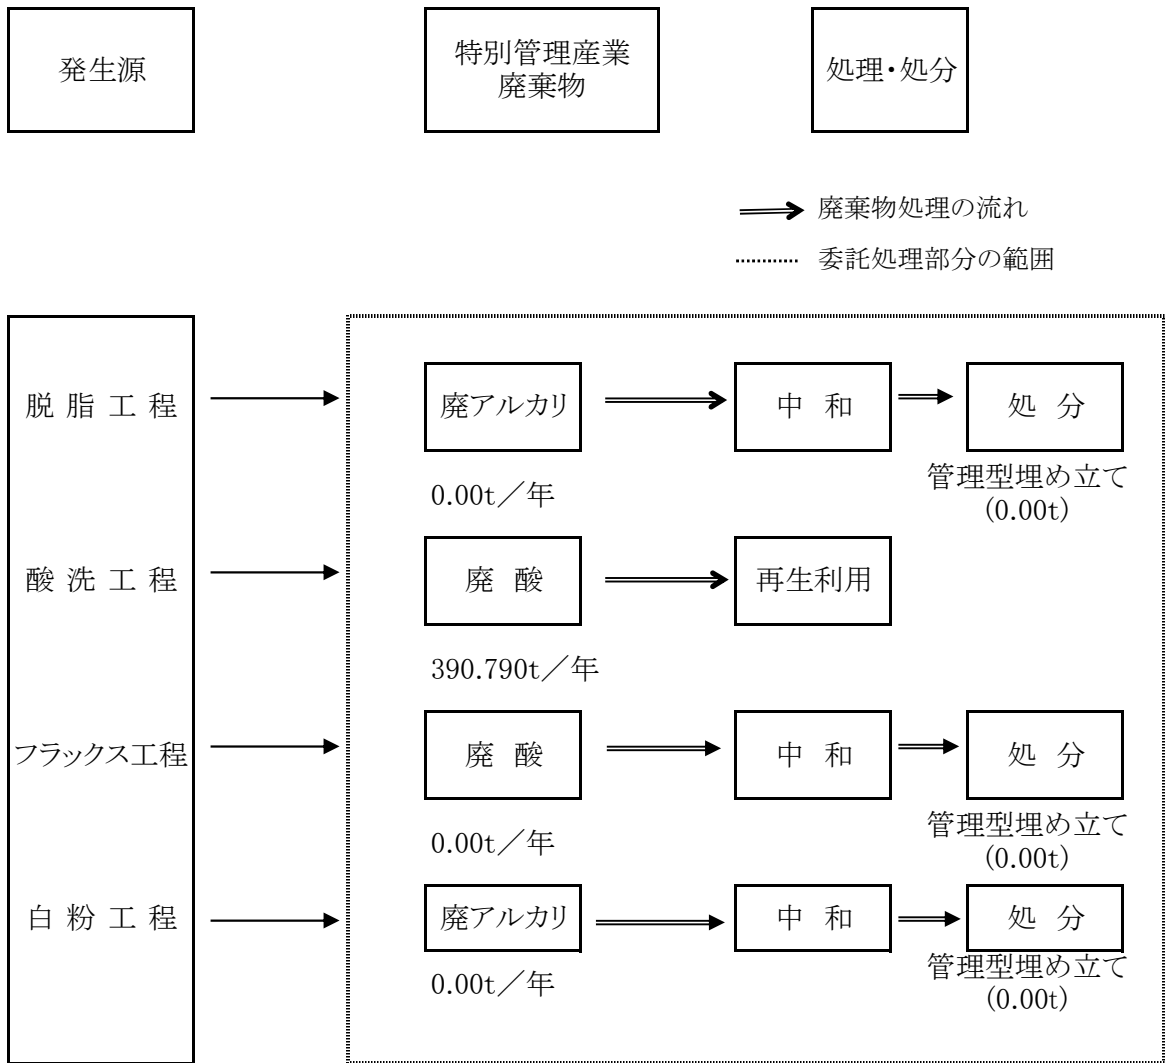 発生源
特別管理産業
廃棄物
処理・処分
廃棄物処理の流れ
委託処理部分の範囲
脱脂工程
廃アルカリ
中和
処分
0.00t/年
管理型埋め立て
(0.00t)
酸洗工程
廃酸
再生利用
390.790t/年
フラックス工程
廃酸
中和
処分
0.00t/年
管理型埋め立て
(0.00t)
白粉工程
廃アルカリ
中和
処分
0.00t/年
管理型埋め立て
(0.00t)